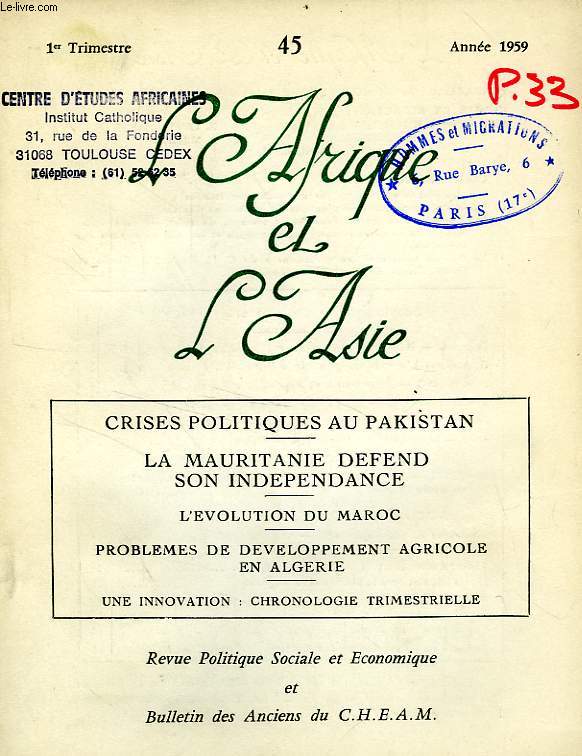 Le-livre.com
1er Trimestre 45 Année 1959
P.33
CENTRE D'ÉTUDES AFRICAINES
Institut Catholique
31, rue de la Fonderie
31068 TOULOUSE CEDEX
Téléphone : (61)
HOMMES et MIGRATIONS
Rue Barye, 6
PARIS (17e)
L'Afrique
et
L'Asie
CRISES POLITIQUES AU PAKISTAN
LA MAURITANIE DEFEND
SON INDEPENDANCE
L'EVOLUTION DU MAROC
PROBLEMES DE DEVELOPPEMENT AGRICOLE
EN ALGERIE
UNE INNOVATION : CHRONOLOGIE TRIMESTRIELLE
Revue Politique Sociale et Economique
et
Bulletin des Anciens du C.H.E.A.M.